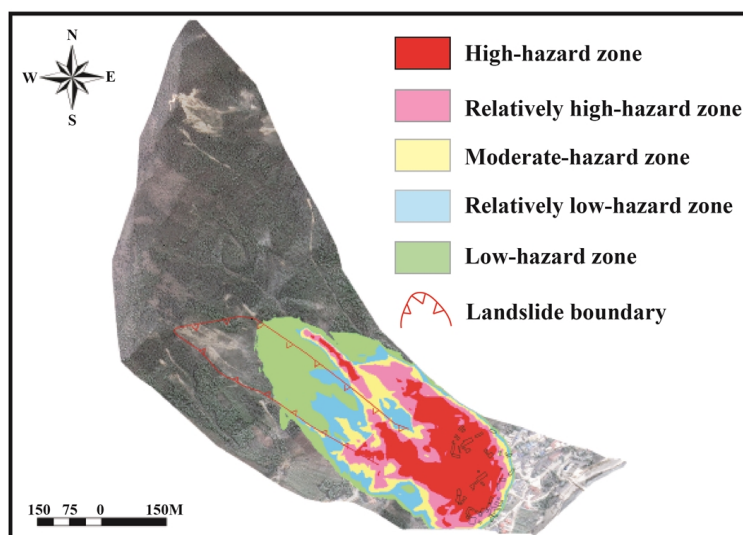 N
W E
S
High-hazard zone
Relatively high-hazard zone
Moderate-hazard zone
Relatively low-hazard zone
Low-hazard zone
Landslide boundary
150 75 0 150M